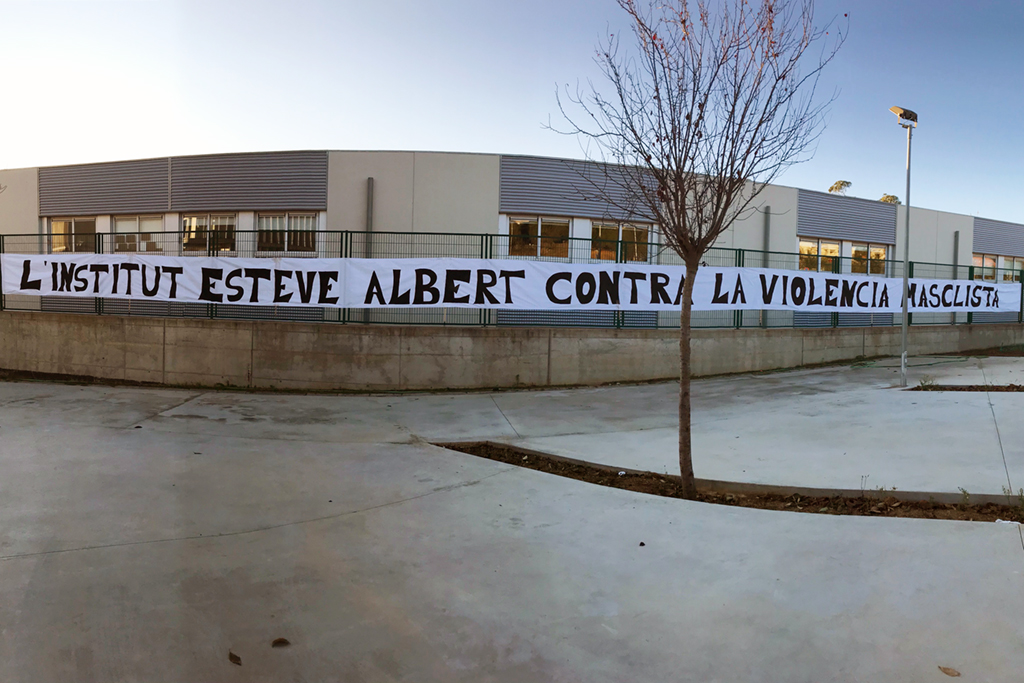 L'INSTITUT ESTEVE ALBERT CONTRA LA VIOLENCIA MASCLISTA